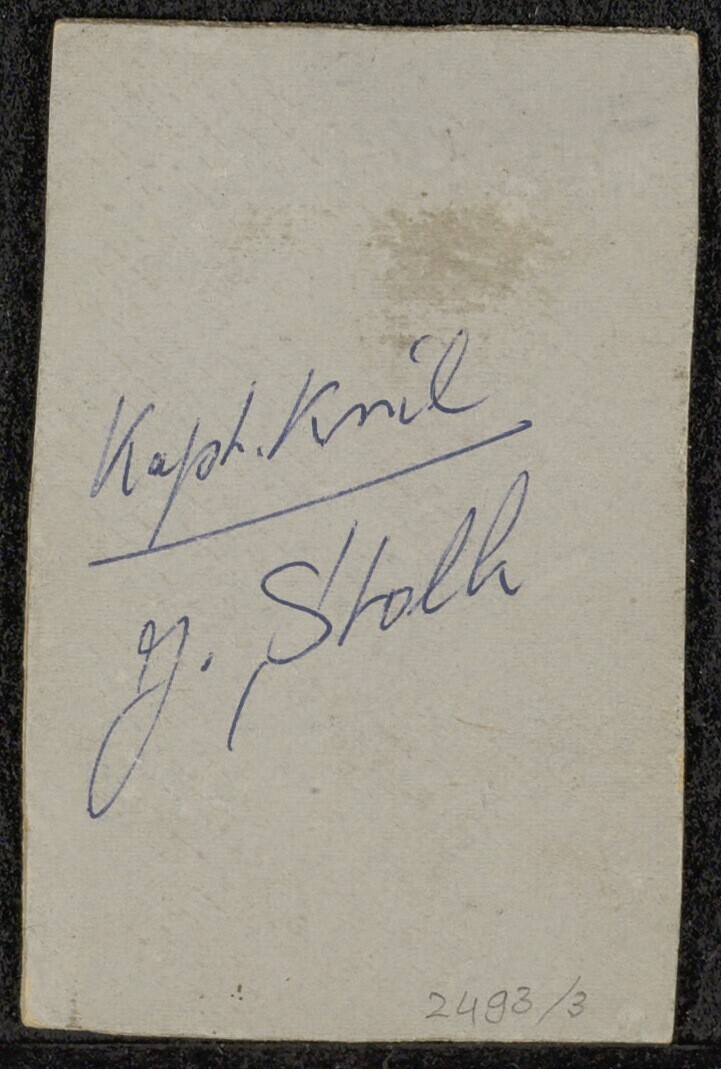 Kapt. Knil
J. Stolk
2493/3